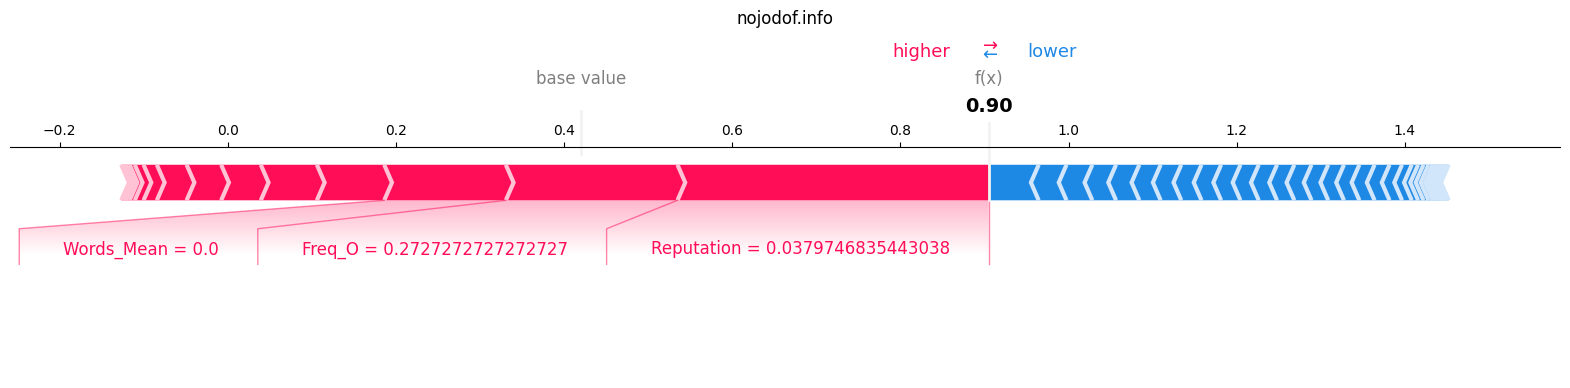 nojodof.info
higher ⇄ lower
base value f(x)
0.90
−0.2 0.0 0.2 0.4 0.6 0.8 1.0 1.2 1.4
Words_Mean = 0.0 Freq_O = 0.2727272727272727 Reputation = 0.0379746835443038